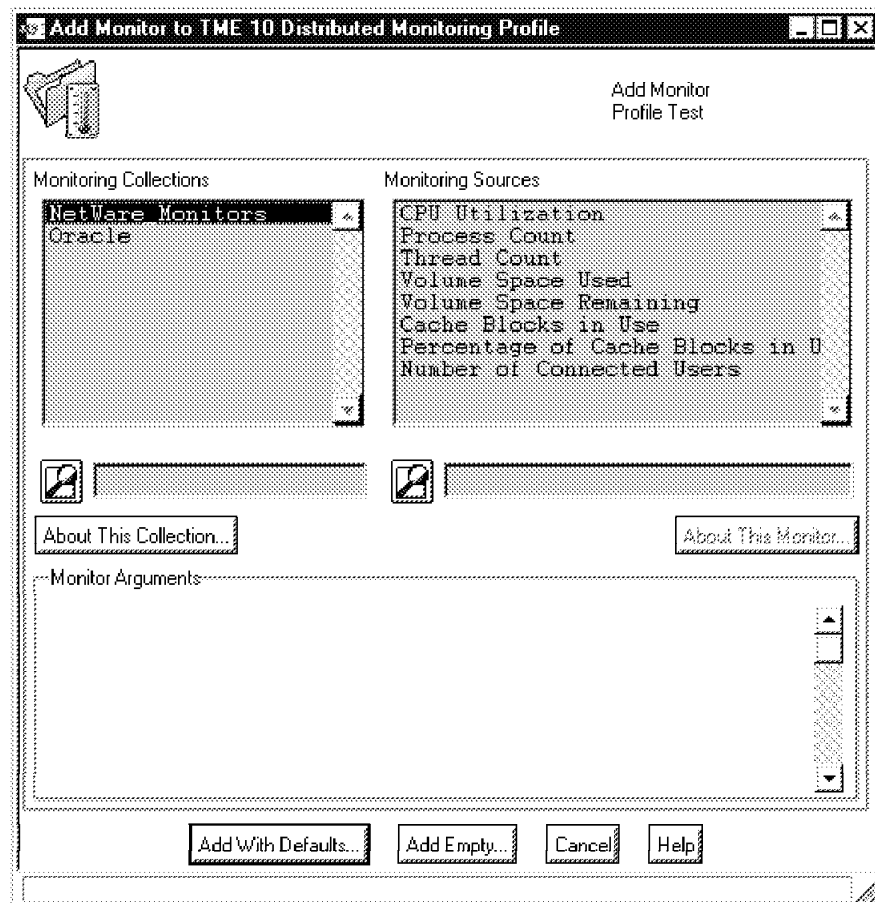 Add Monitor to TME 10 Distributed Monitoring Profile
Add Monitor
Profile Test
Monitoring Collections
Monitoring Sources
NetWare Monitors
Oracle
CPU Utilization
Process Count
Thread Count
Volume Space Used
Volume Space Remaining
Cache Blocks in Use
Percentage of Cache Blocks in U
Number of Connected Users
About This Collection...
About This Monitor...
Monitor Arguments
Add With Defaults...
Add Empty...
Cancel
Help